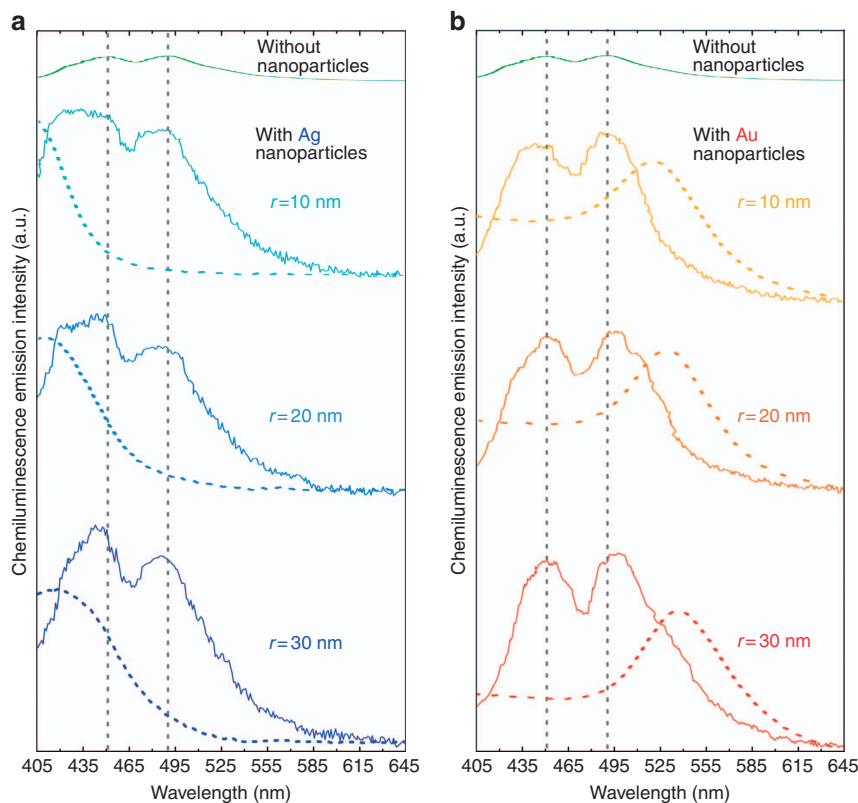 a
Without
nanoparticles
With Ag
nanoparticles
r=10 nm
r=20 nm
r=30 nm
Chemiluminescence emission intensity (a.u.)
405 435 465 495 525 555 585 615 645
Wavelength (nm)
b
Without
nanoparticles
With Au
nanoparticles
r=10 nm
r=20 nm
r=30 nm
Chemiluminescence emission intensity (a.u.)
405 435 465 495 525 555 585 615 645
Wavelength (nm)